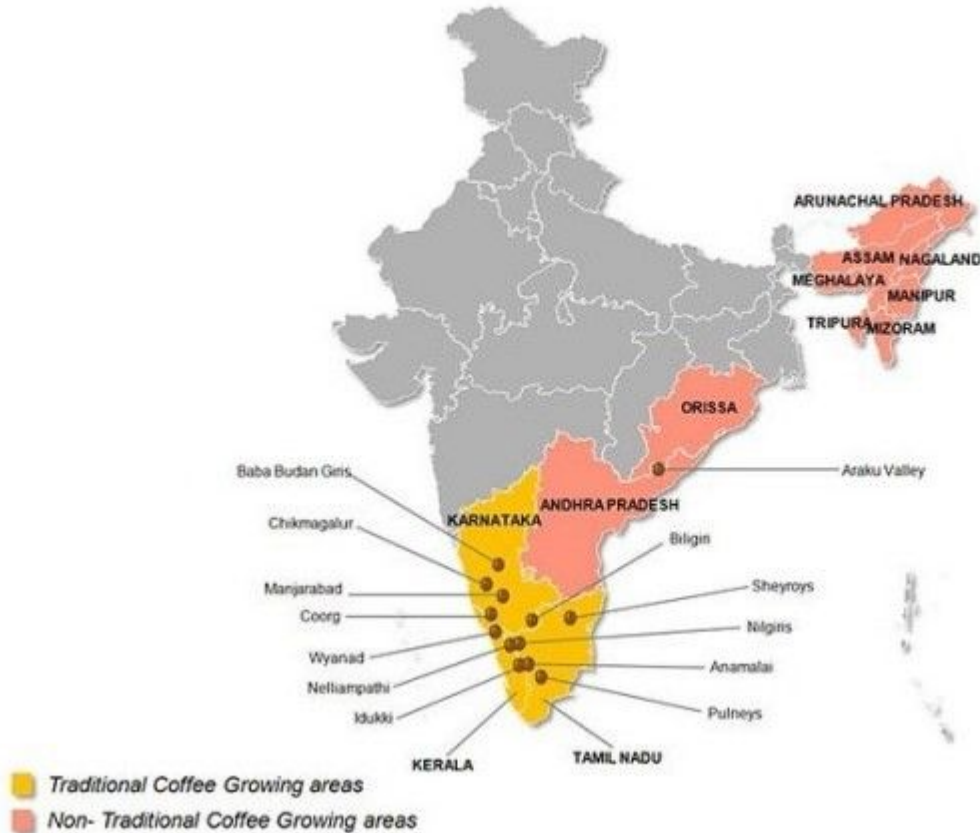 ARUNACHAL PRADESH
ASSAM NAGALAND
MEGHALAYA
MANIPUR
TRIPURA
MIZORAM
ORISSA
Baba Budan Giris
Araku Valley
ANDHRA PRADESH
KARNATAKA
Chikmagalur
Biligiri
Manjarabad
Sheyroys
Coorg
Nilgiris
Wyanad
Anamalai
Nelliampathi
Idukki
Pulneys
KERALA
TAMIL NADU
Traditional Coffee Growing areas
Non- Traditional Coffee Growing areas